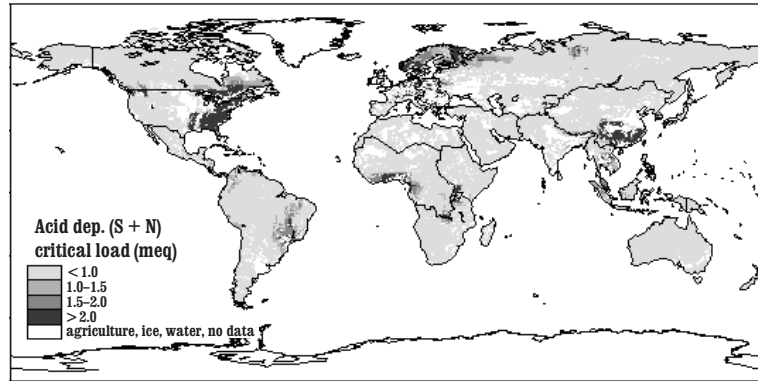 Acid dep. (S + N)
critical load (meq)
<1.0
1.0–1.5
1.5–2.0
>2.0
agriculture, ice, water, no data